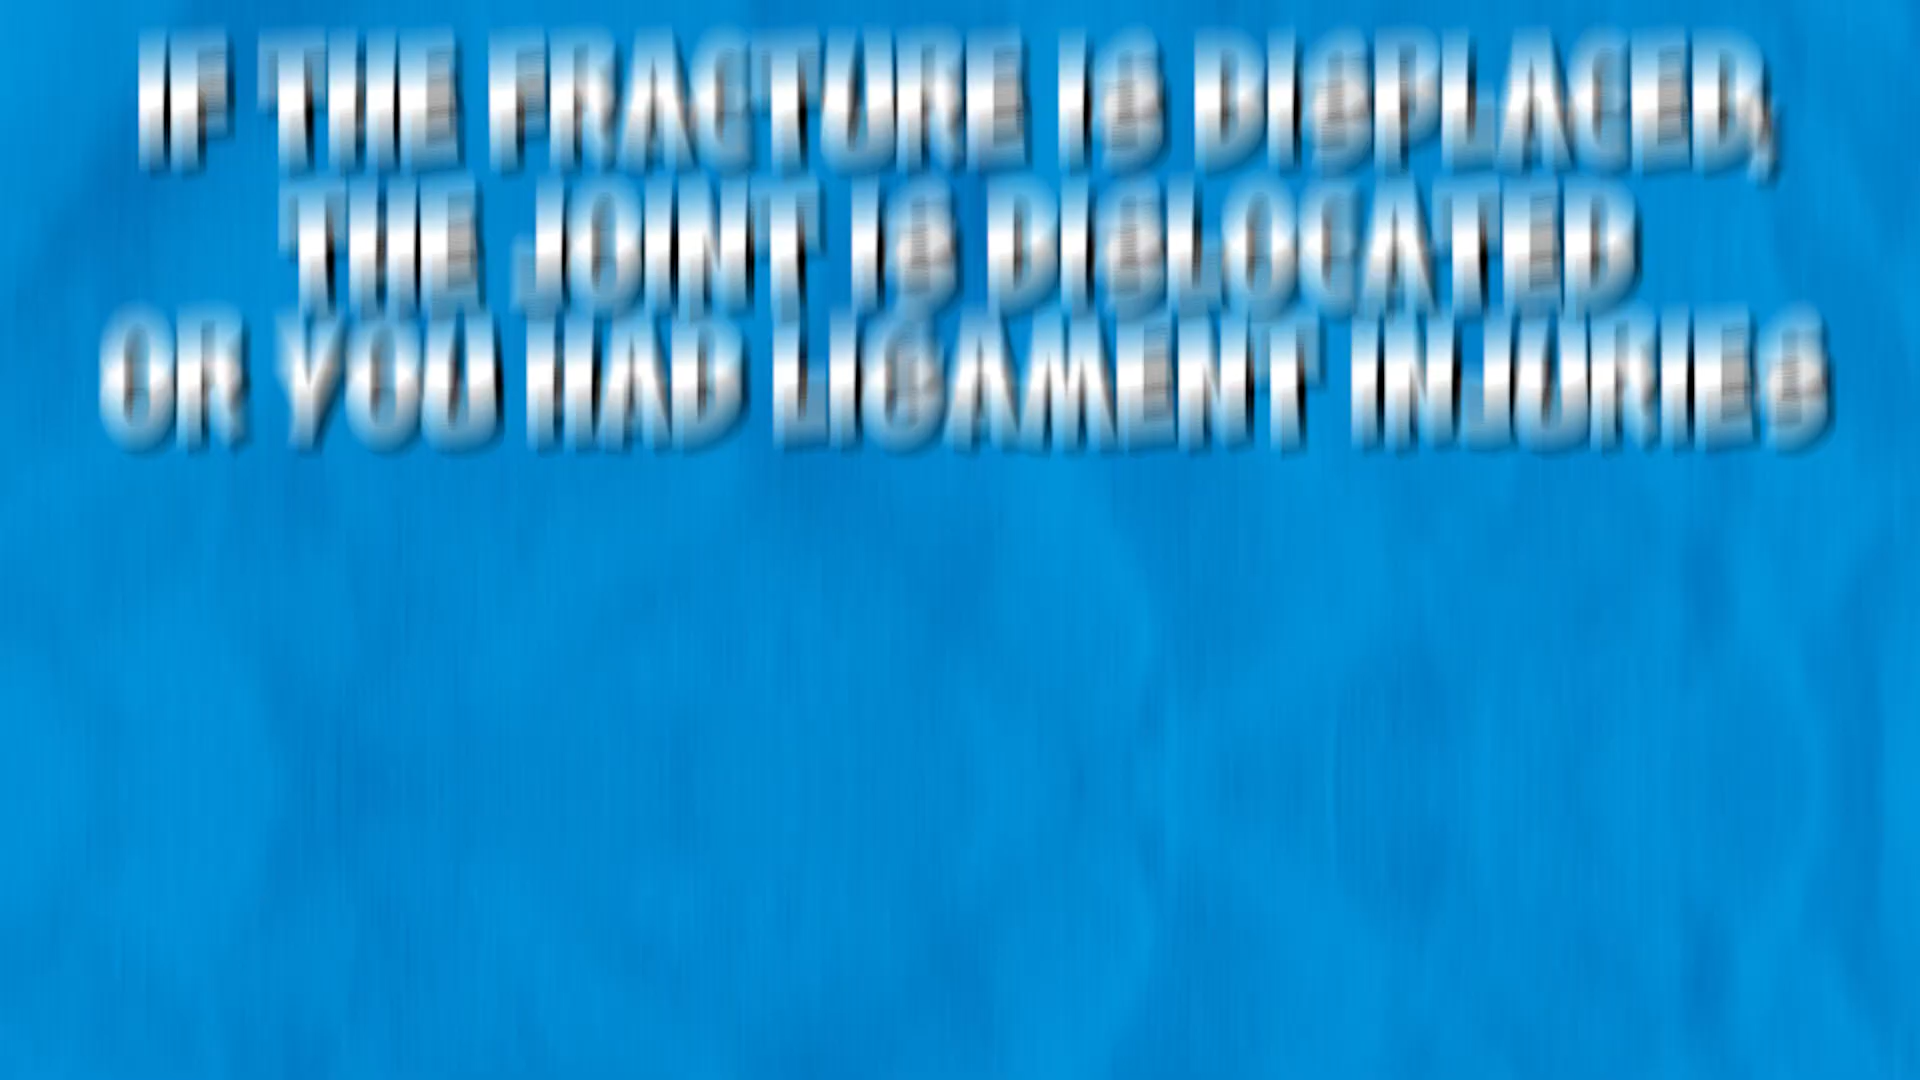 IF THE FRACTURE IS DISPLACED,
THE JOINT IS DISLOCATED
OR YOU HAD LIGAMENT INJURIES